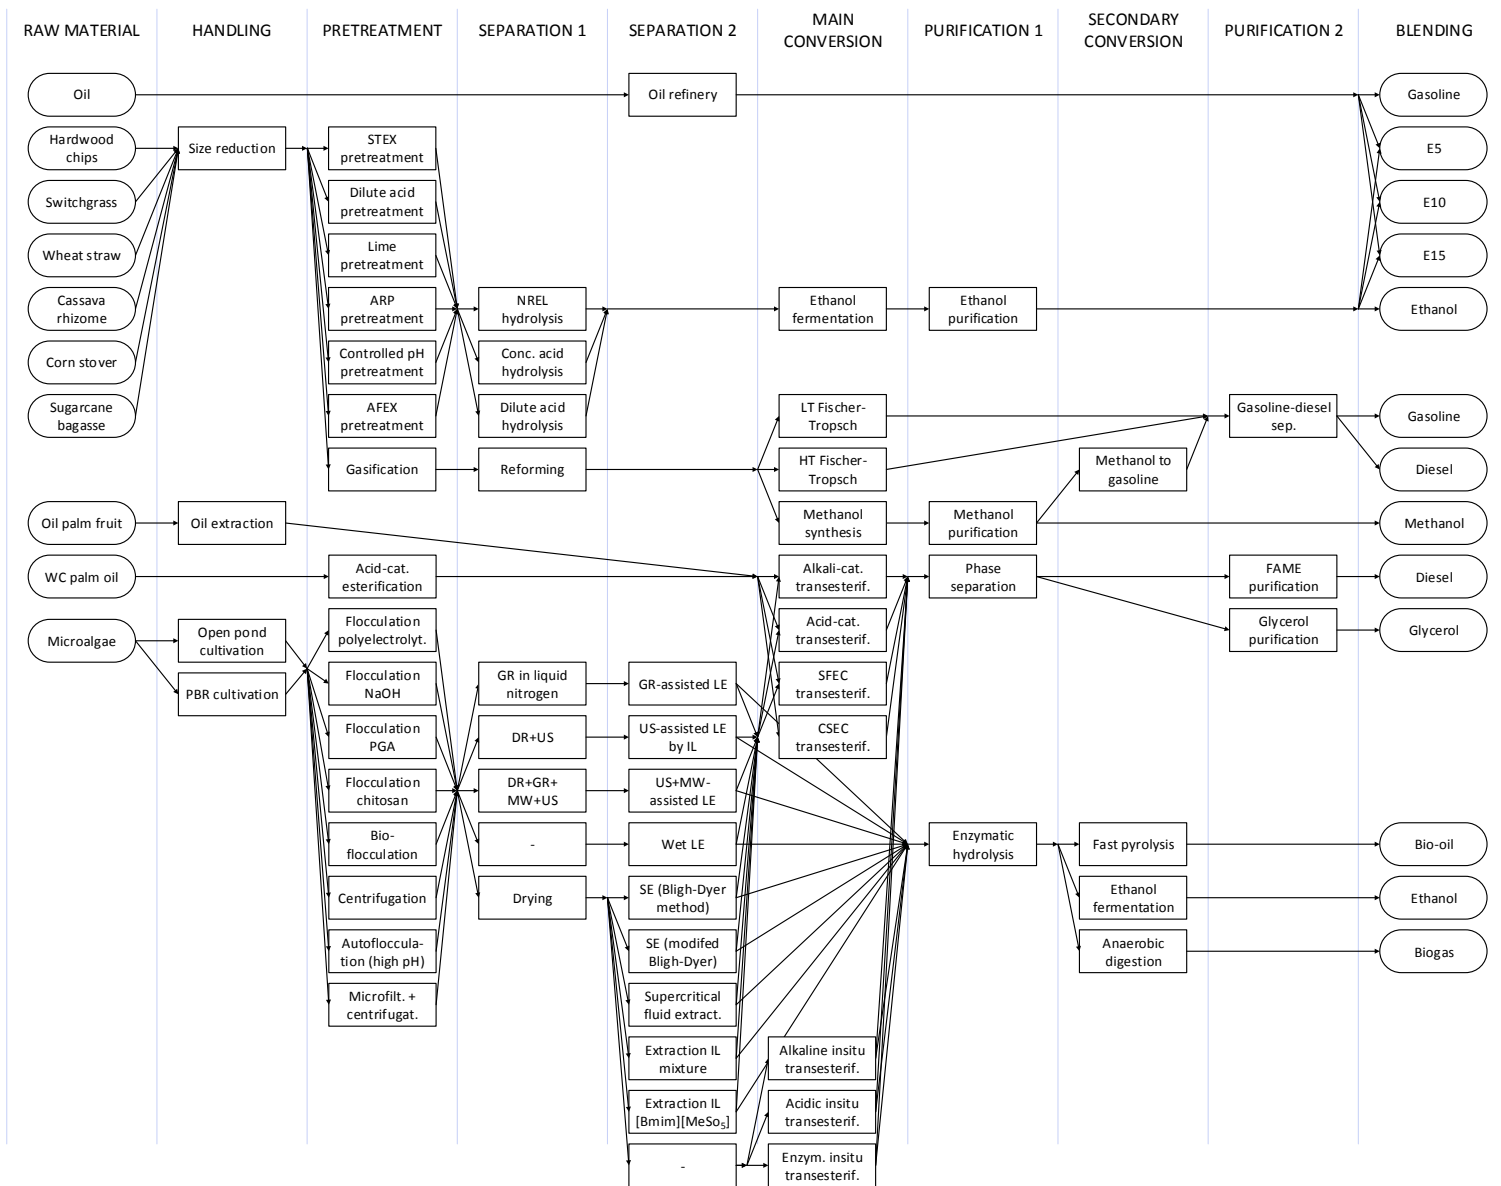 RAW MATERIAL
HANDLING
PRETREATMENT
SEPARATION 1
SEPARATION 2
MAIN
CONVERSION
PURIFICATION 1
SECONDARY
CONVERSION
PURIFICATION 2
BLENDING
Oil
Oil refinery
Gasoline
Hardwood
chips
Size reduction
STEX
pretreatment
E5
Switchgrass
Dilute acid
pretreatment
E10
Wheat straw
Lime
pretreatment
E15
Cassava
rhizome
ARP
pretreatment
NREL
hydrolysis
Ethanol
fermentation
Ethanol
purification
Ethanol
Corn stover
Controlled pH
pretreatment
Conc. acid
hydrolysis
Sugarcane
bagasse
AFEX
pretreatment
Dilute acid
hydrolysis
LT Fischer-
Tropsch
Gasoline-diesel
sep.
Gasoline
Gasification
Reforming
HT Fischer-
Tropsch
Methanol to
gasoline
Diesel
Oil palm fruit
Oil extraction
Methanol
synthesis
Methanol
purification
Methanol
WC palm oil
Acid-cat.
esterification
Alkali-cat.
transesterif.
Phase
separation
FAME
purification
Diesel
Microalgae
Open pond
cultivation
Flocculation
polyelectrolyt.
Acid-cat.
transesterif.
Glycerol
purification
Glycerol
PBR cultivation
Flocculation
NaOH
GR in liquid
nitrogen
GR-assisted LE
SFEC
transesterif.
Flocculation
PGA
DR+US
US-assisted LE
by IL
CSEC
transesterif.
Flocculation
chitosan
DR+GR+
MW+US
US+MW-
assisted LE
Bio-
flocculation
-
Wet LE
Enzymatic
hydrolysis
Fast pyrolysis
Bio-oil
Centrifugation
Drying
SE (Bligh-Dyer
method)
Ethanol
fermentation
Ethanol
Autofloccula-
tion (high pH)
SE (modifed
Bligh-Dyer)
Anaerobic
digestion
Biogas
Microfilt. +
centrifugat.
Supercritical
fluid extract.
Extraction IL
mixture
Alkaline insitu
transesterif.
Extraction IL
[Bmim][MeSo₅]
Acidic insitu
transesterif.
-
Enzym. insitu
transesterif.